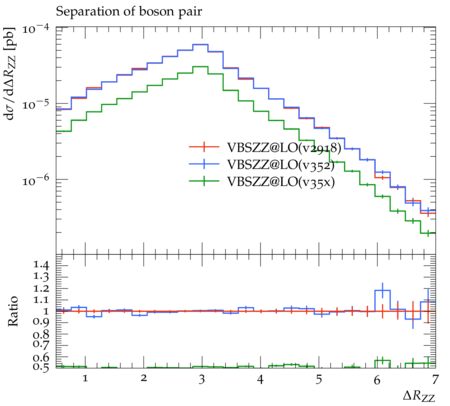 Separation of boson pair
dσ/dΔR_ZZ [pb]
10⁻⁴
10⁻⁵
10⁻⁶
VBSZZ@LO(v2918)
VBSZZ@LO(v352)
VBSZZ@LO(v35x)
Ratio
1.4
1.3
1.2
1.1
1
0.9
0.8
0.7
0.6
0.5
1 2 3 4 5 6 7
ΔR_ZZ